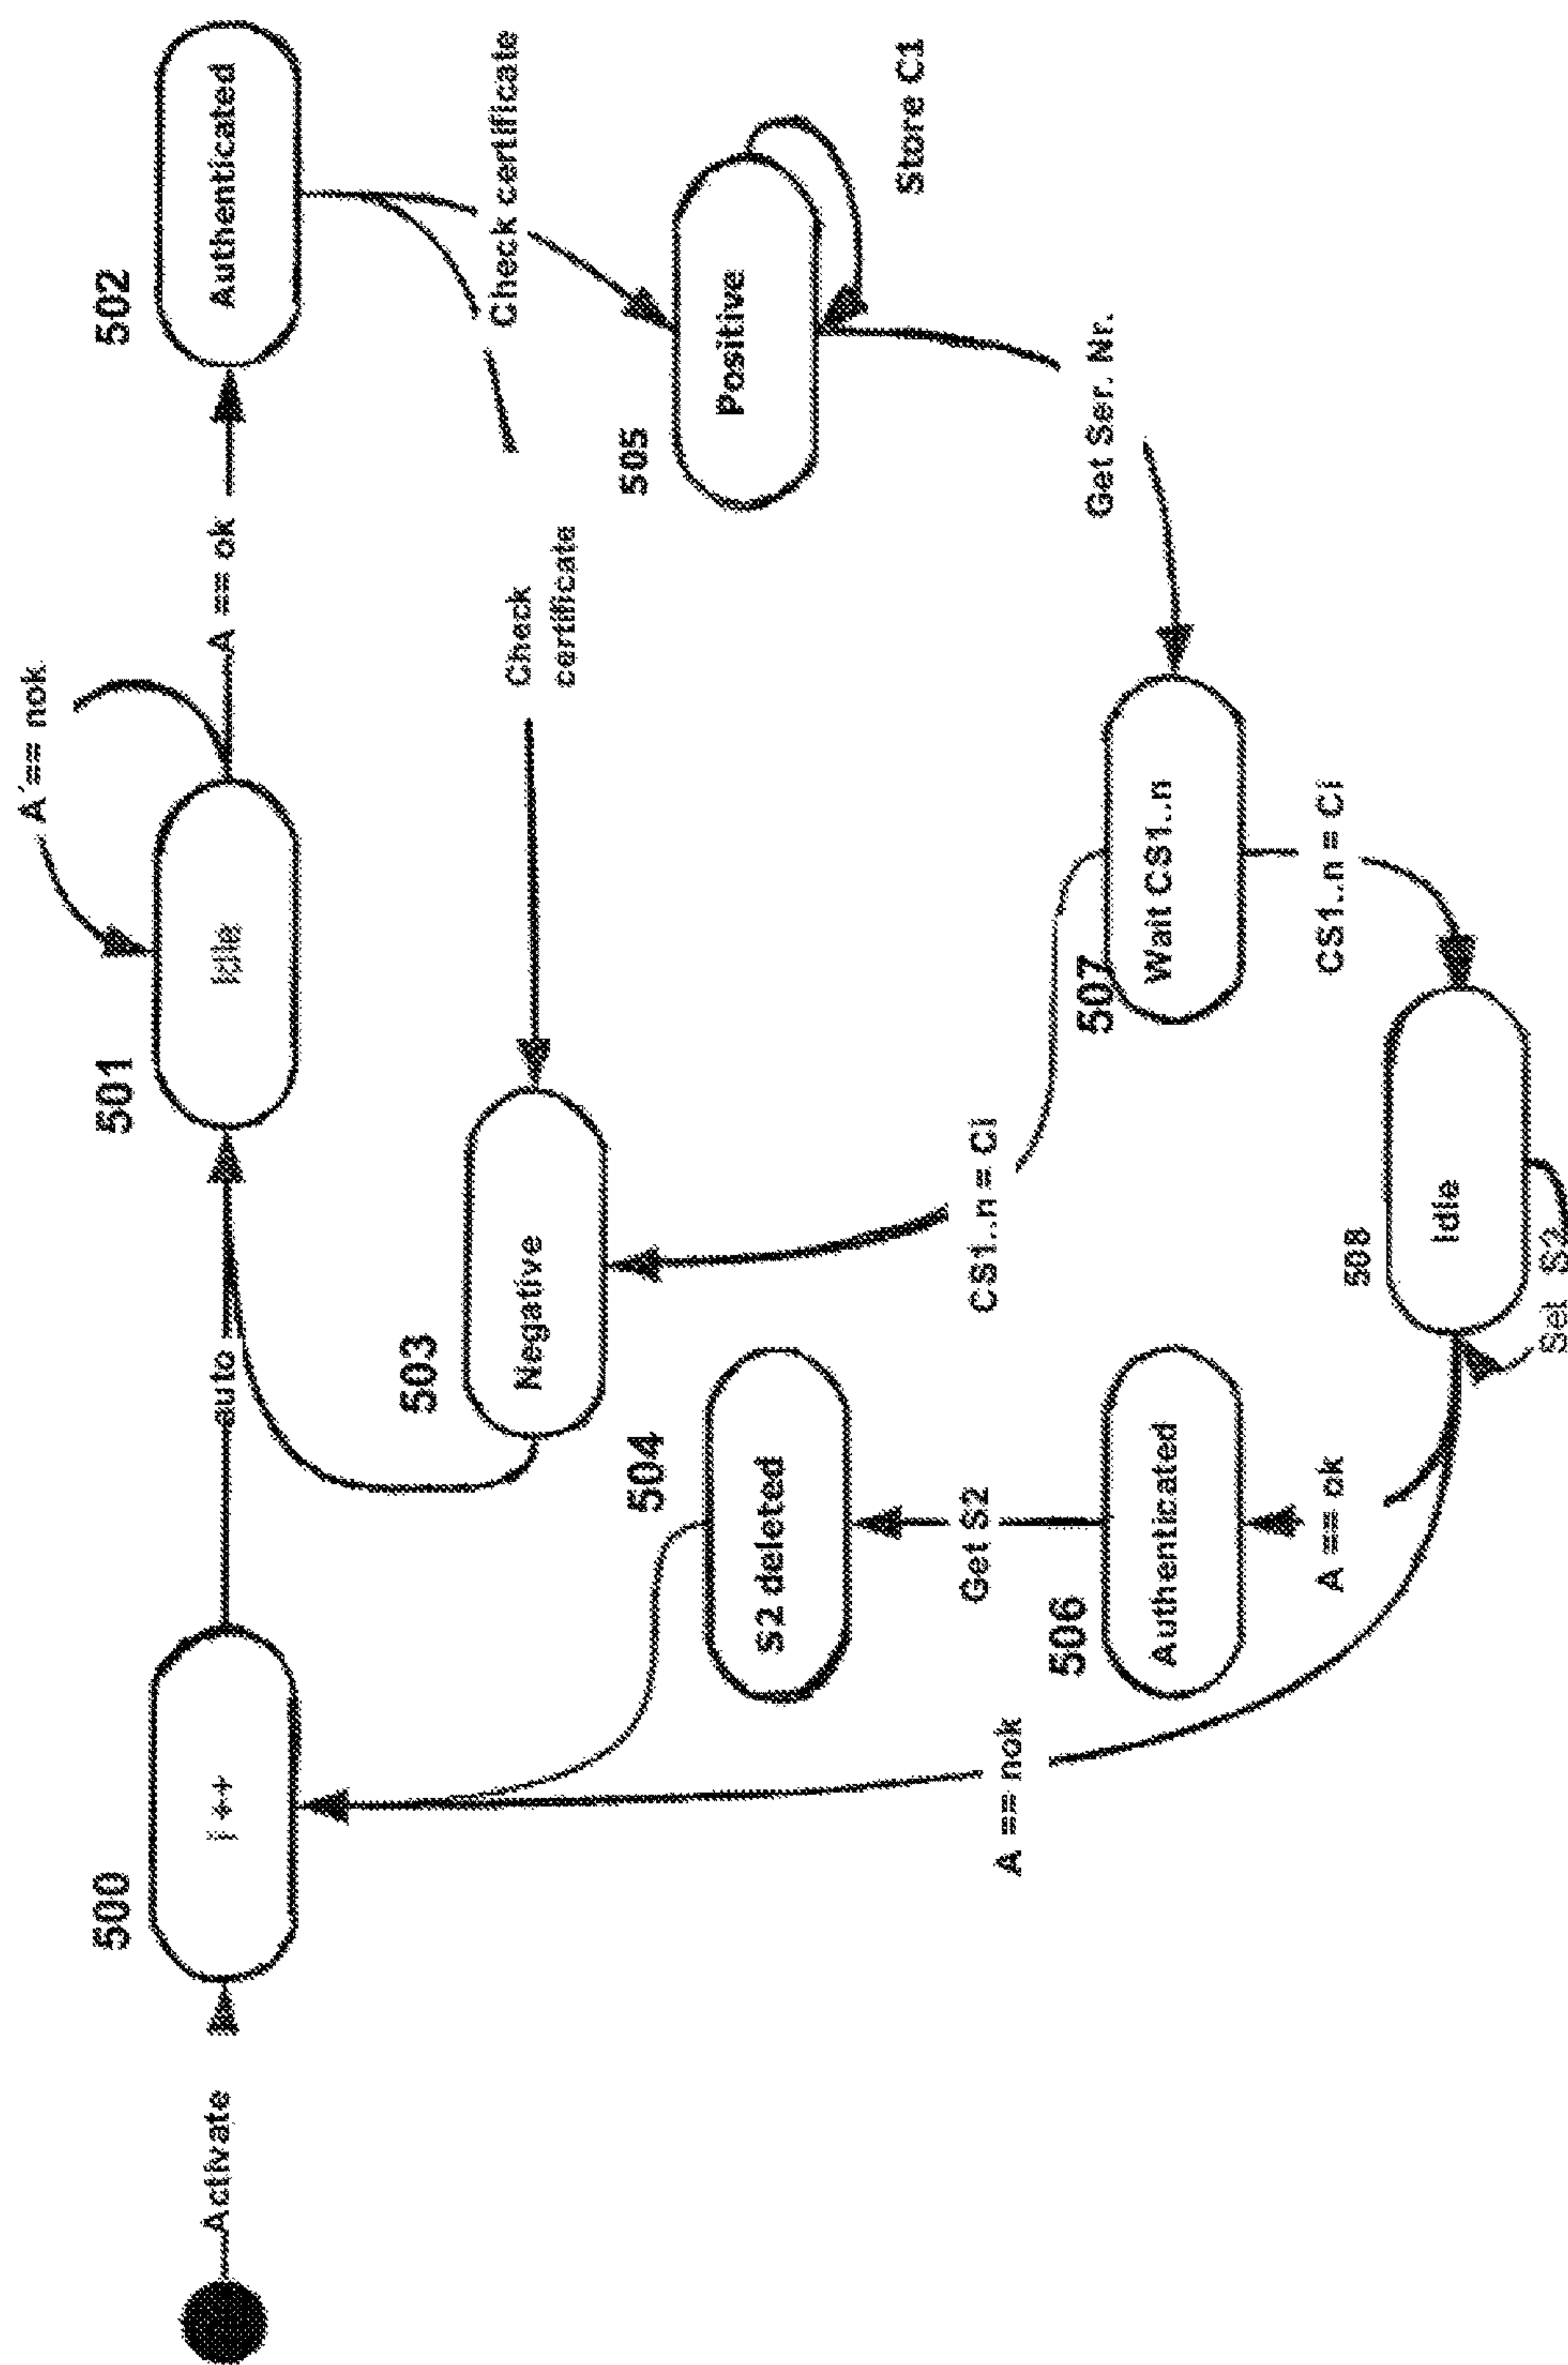 Activate
500
i ++
auto
501
Idle
A == nok
A == ok
502
Authenticated
503
Negative
Check
certificate
Check certificate
504
S2 deleted
505
Positive
Store C1
Get S2
CS1..n = Ci
Get Ser. Nr.
A == nok
506
Authenticated
507
Wait CS1..n
A == ok
CS1..n = Ci
508
Idle
S2